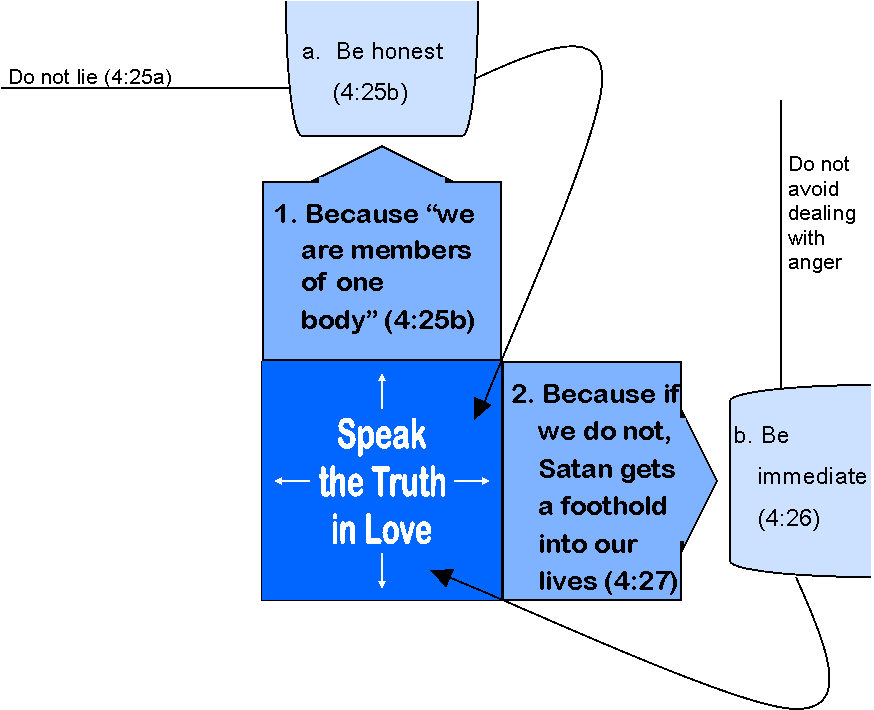 a. Be honest
(4:25b)
Do not lie (4:25a)
1. Because “we
are members
of one
body” (4:25b)
Do not
avoid
dealing
with
anger
Speak
the Truth
in Love
2. Because if
we do not,
Satan gets
a foothold
into our
lives (4:27)
b. Be
immediate
(4:26)